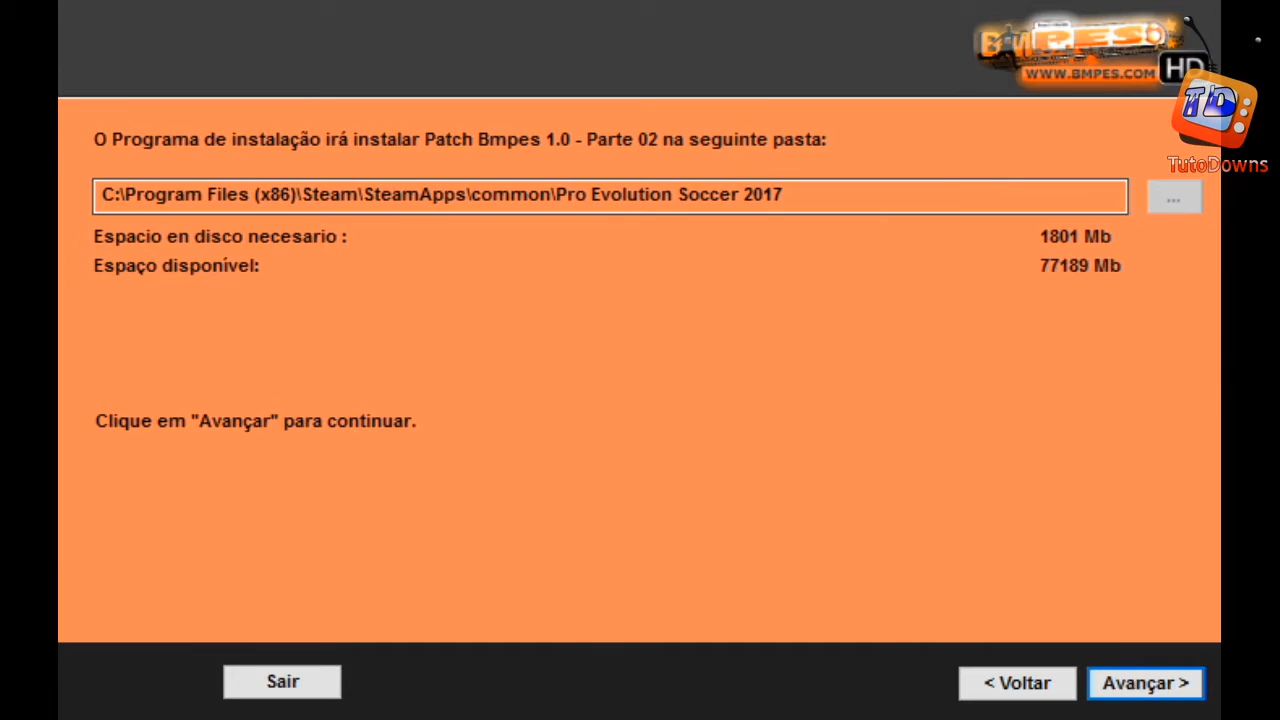 BMPES
WWW.BMPES.COM HD
TD
TutoDowns
O Programa de instalação irá instalar Patch Bmpes 1.0 - Parte 02 na seguinte pasta:
C:\Program Files (x86)\Steam\SteamApps\common\Pro Evolution Soccer 2017
...
Espacio en disco necesario : 1801 Mb
Espaço disponível: 77189 Mb
Clique em "Avançar" para continuar.
Sair < Voltar Avançar >